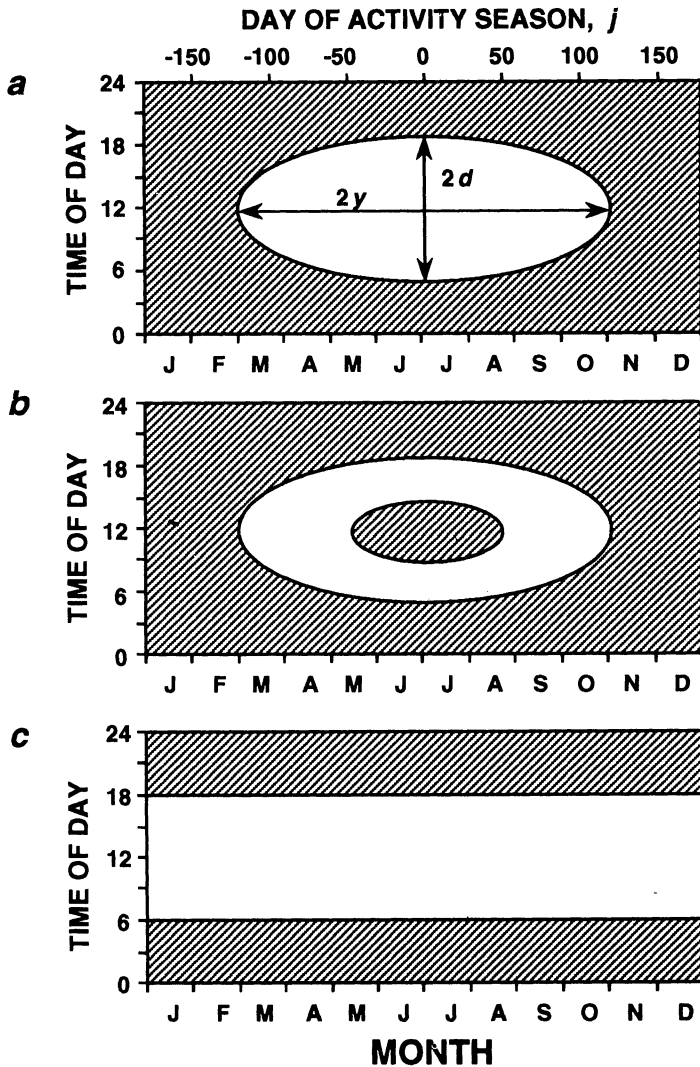 DAY OF ACTIVITY SEASON, j
-150 -100 -50 0 50 100 150
a
24
18
12
6
0
TIME OF DAY
2d
2y
J F M A M J J A S O N D
b
24
18
12
6
0
TIME OF DAY
J F M A M J J A S O N D
c
24
18
12
6
0
TIME OF DAY
J F M A M J J A S O N D
MONTH